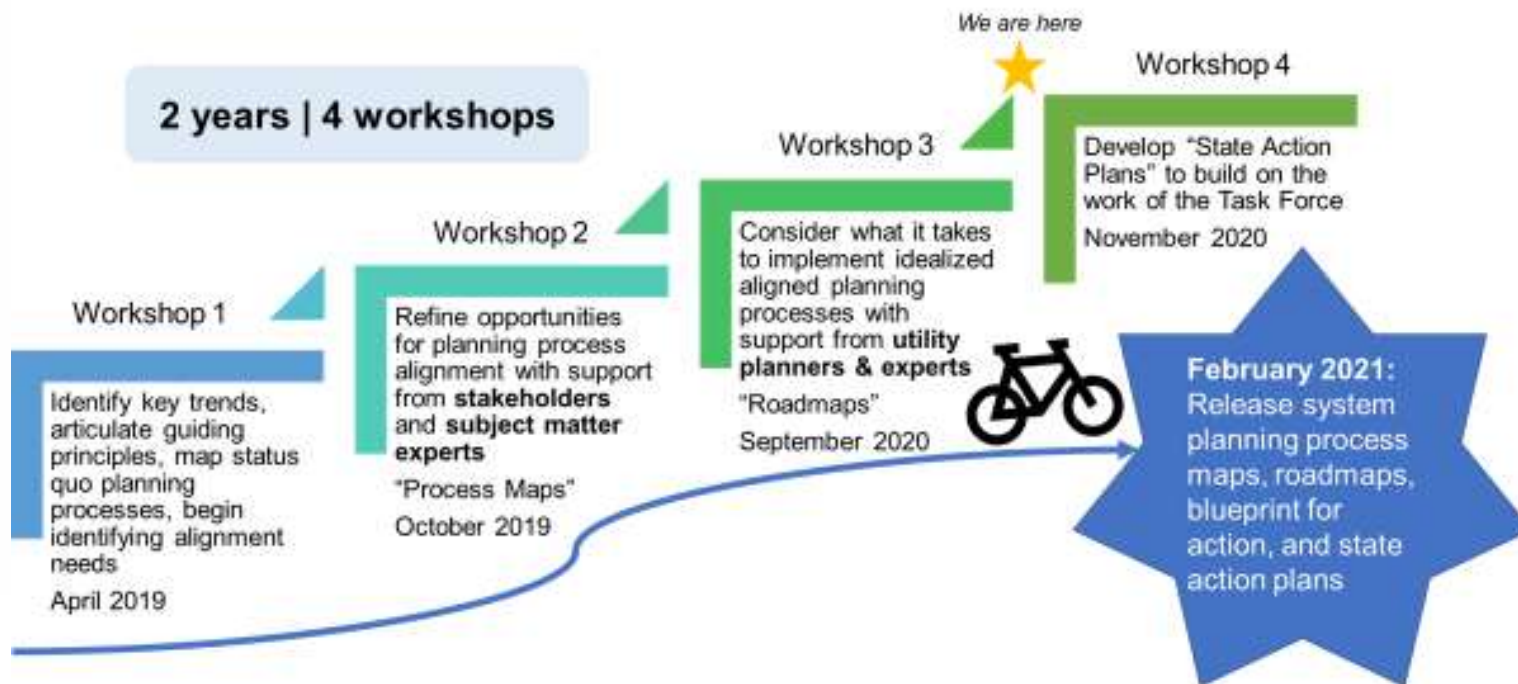 2 years | 4 workshops
Workshop 1
Identify key trends,
articulate guiding
principles, map status
quo planning
processes, begin
identifying alignment
needs
April 2019
Workshop 2
Refine opportunities
for planning process
alignment with support
from stakeholders
and subject matter
experts
"Process Maps"
October 2019
Workshop 3
Consider what it takes
to implement idealized
aligned planning
processes with
support from utility
planners & experts
"Roadmaps"
September 2020
We are here
Workshop 4
Develop "State Action
Plans" to build on the
work of the Task Force
November 2020
February 2021:
Release system
planning process
maps, roadmaps,
blueprint for
action, and state
action plans